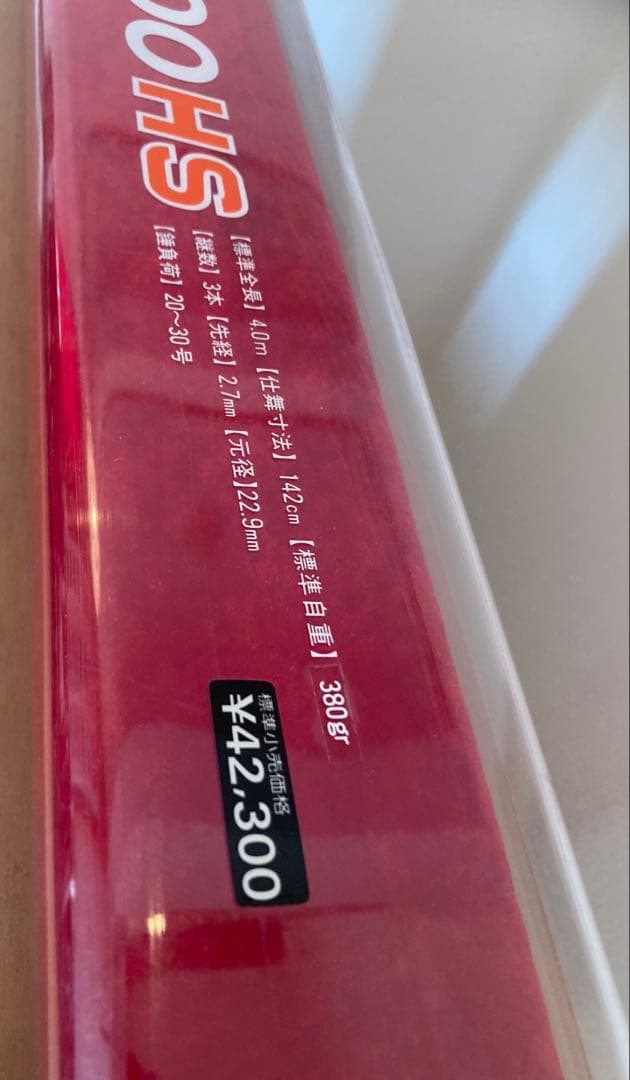 00HS
【標準全長】4.0m【仕舞寸法】142cm【標準自重】380gr
【継数】3本【先経】2.7mm【元径】22.9mm
【錘負荷】20〜30号
標準小売価格
¥42,300